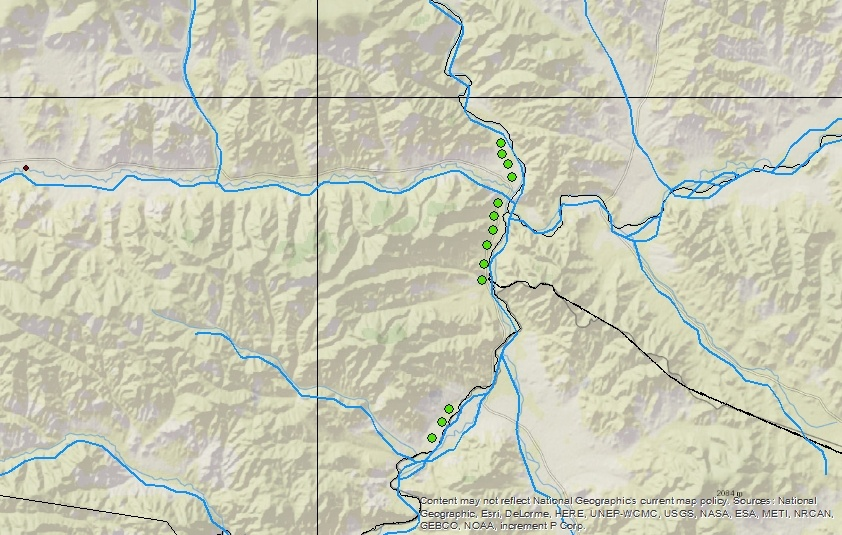 2084 m
Content may not reflect National Geographic's current map policy. Sources: National
Geographic, Esri, DeLorme, HERE, UNEP-WCMC, USGS, NASA, ESA, METI, NRCAN,
GEBCO, NOAA, increment P Corp.